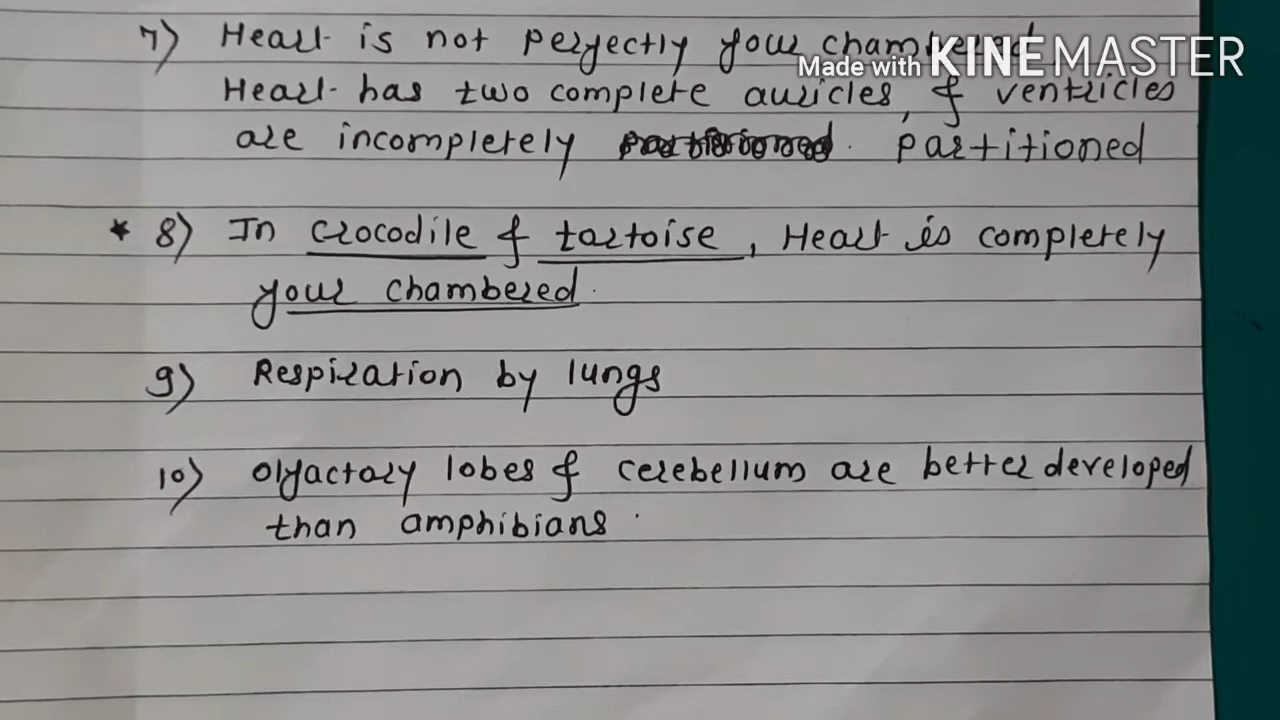 7) Heart is not perfectly four chambered
Made with KINEMASTER
Heart has two complete auricles, & ventricles
are incompletely partitioned. partitioned
* 8) In crocodile & tortoise, Heart is completely
four chambered.
9) Respiration by lungs
10) Olfactory lobes & cerebellum are better developed
than amphibians.